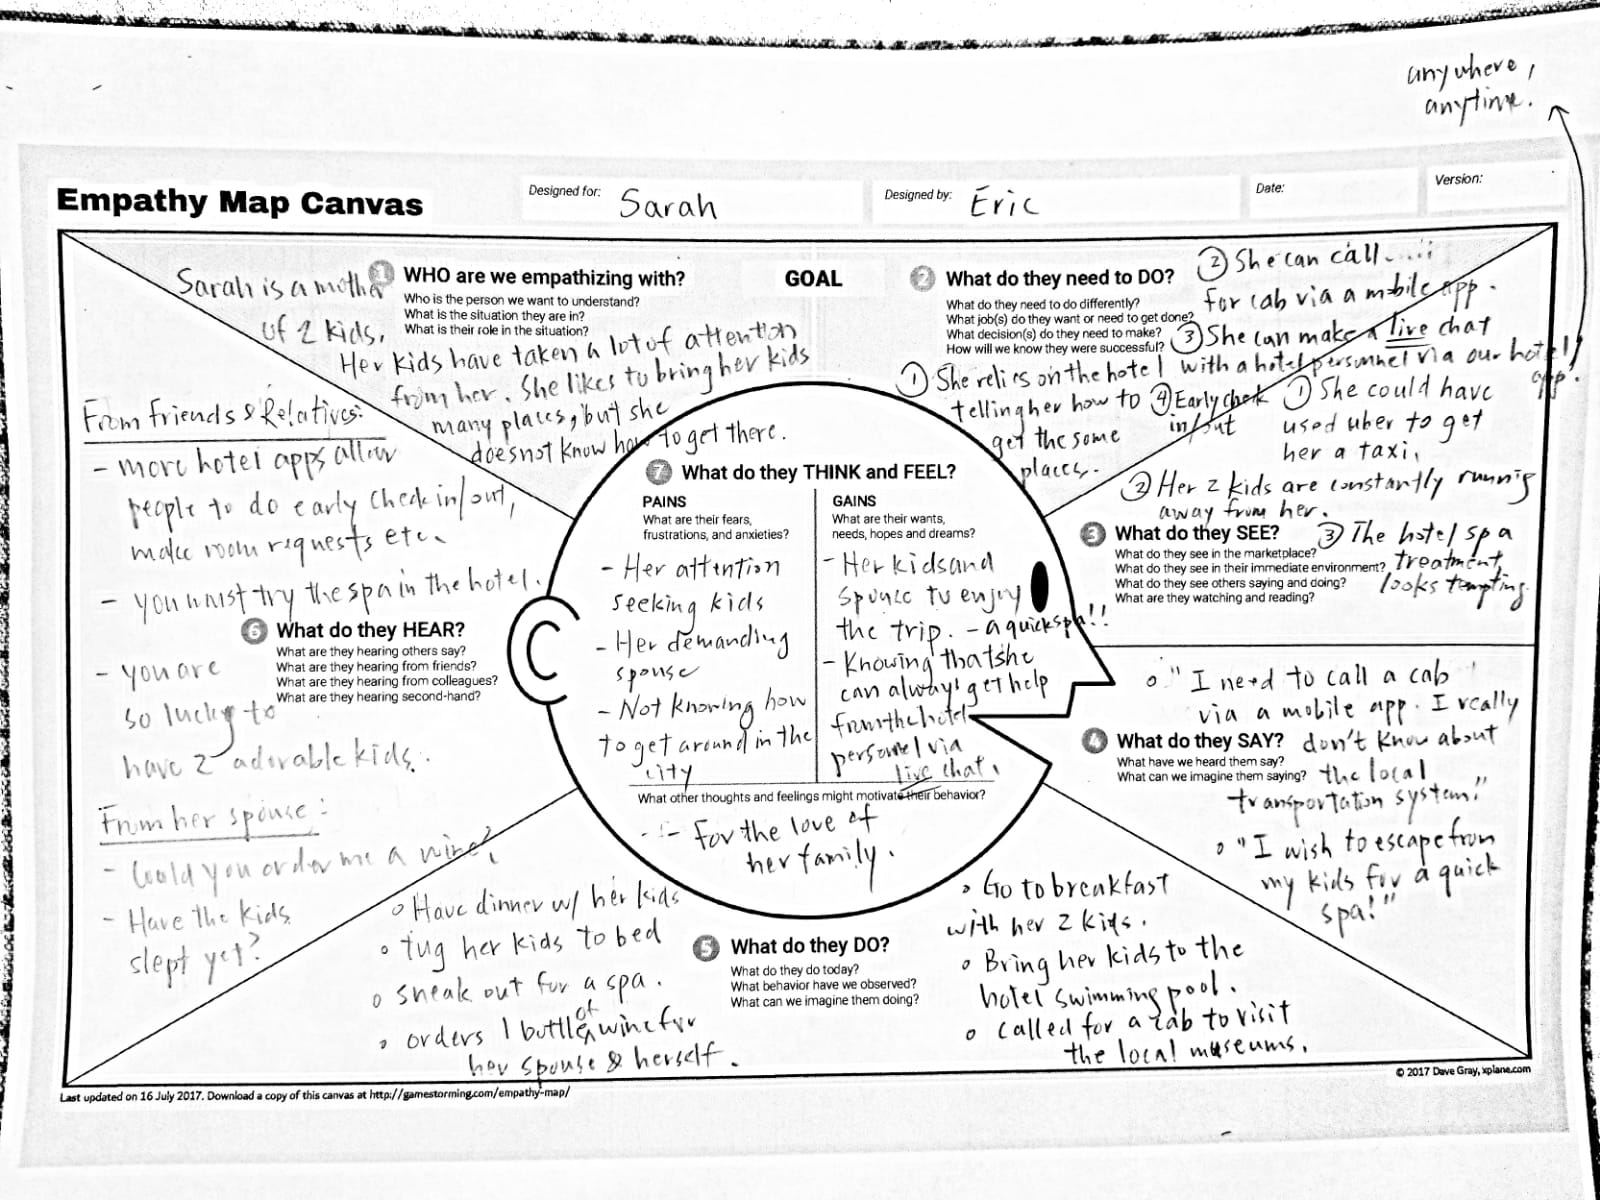 anywhere,
anytime.
Empathy Map Canvas
Designed for: Sarah
Designed by: Eric
Date:
Version:
GOAL
1 WHO are we empathizing with?
Who is the person we want to understand?
What is the situation they are in?
What is their role in the situation?
Sarah is a mother
of 2 kids.
Her kids have taken a lot of attention
from her. She likes to bring her kids
many places, but she
does not know how to get there.
2 What do they need to DO?
What do they need to do differently?
What job(s) do they want or need to get done?
What decision(s) do they need to make?
How will we know they were successful?
1 She relies on the hotel
telling her how to
get the some
places.
2 She can call
for cab via a mobile app.
3 She can make a live chat
with a hotel personnel via our hotel
app.
4 Early check
in/out
3 What do they SEE?
What do they see in the marketplace?
What do they see in their immediate environment?
What do they see others saying and doing?
What are they watching and reading?
1 She could have
used uber to get
her a taxi,
2 Her 2 kids are constantly runnig
away from her.
3 The hotel spa
treatment,
looks tempting.
4 What do they SAY?
What have we heard them say?
What can we imagine them saying?
"I need to call a cab
via a mobile app. I really
don't know about
the local
transportation system."
"I wish to escape from
my kids for a quick
spa!"
5 What do they DO?
What do they do today?
What behavior have we observed?
What can we imagine them doing?
Go to breakfast
with her 2 kids.
Bring her kids to the
hotel swimming pool.
Called for a cab to visit
the local museums.
Have dinner w/ her kids
tug her kids to bed
sneak out for a spa.
orders 1 bottle of wine for
her spouse & herself.
6 What do they HEAR?
What are they hearing others say?
What are they hearing from friends?
What are they hearing from colleagues?
What are they hearing second-hand?
From friends & Relatives:
- more hotel apps allow
people to do early check in/out,
make room requests etc.
- you must try the spa in the hotel.
- you are
so lucky to
have 2 adorable kids.
From her spouse:
- Could you order me a wine?
- Have the kids
slept yet?
7 What do they THINK and FEEL?
PAINS
What are their fears,
frustrations, and anxieties?
- Her attention
seeking kids
- Her demanding
spouse
- Not knowing how
to get around in the
city
GAINS
What are their wants,
needs, hopes and dreams?
- Her kids and
spouse to enjoy
the trip. - a quick spa!!
- Knowing that she
can always get help
from the hotel
personel via
live chat.
What other thoughts and feelings might motivate their behavior?
- For the love of
her family.
Last updated on 16 July 2017. Download a copy of this canvas at http://gamestorming.com/empathy-map/
© 2017 Dave Gray, xplane.com